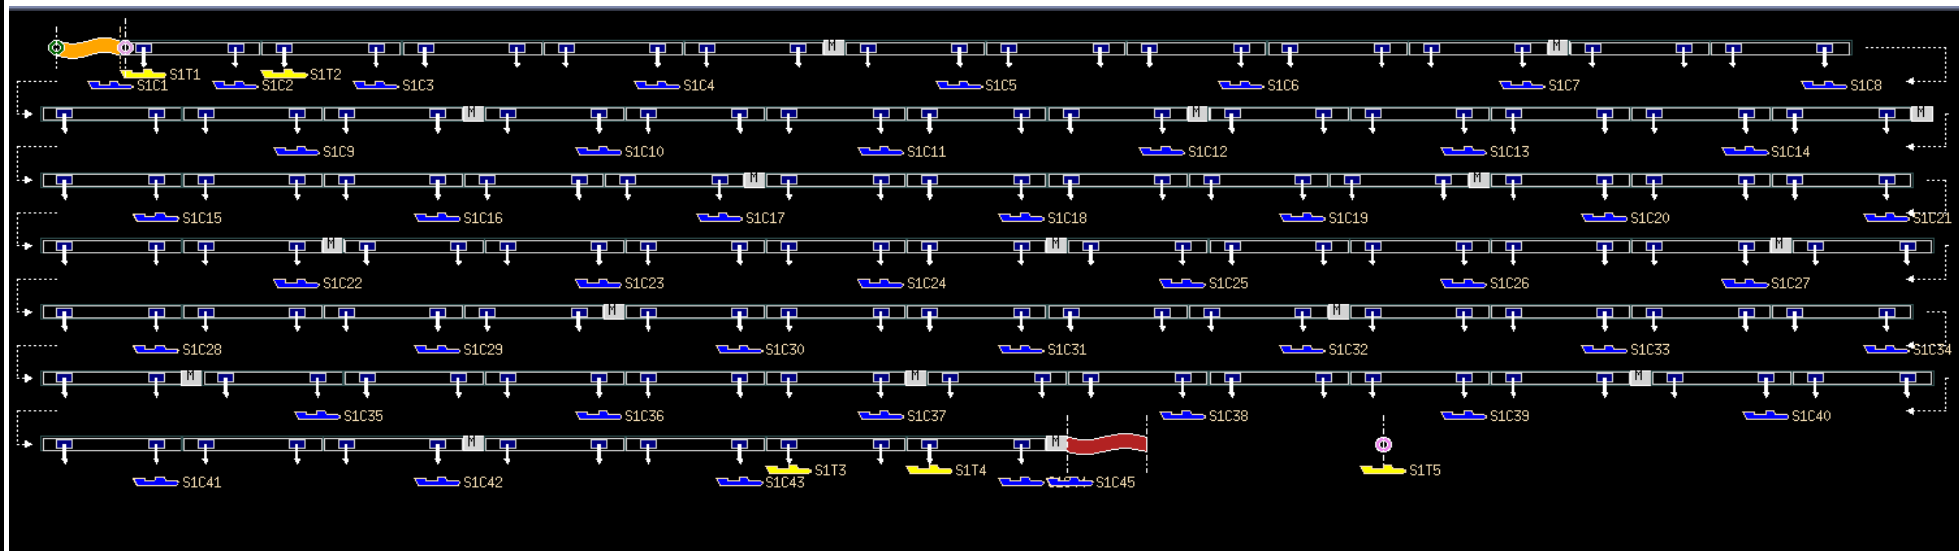 M M
S1T1 S1T2
S1C1 S1C2 S1C3 S1C4 S1C5 S1C6 S1C7 S1C8
M M M
S1C9 S1C10 S1C11 S1C12 S1C13 S1C14
M M
S1C15 S1C16 S1C17 S1C18 S1C19 S1C20 S1C21
M M M
S1C22 S1C23 S1C24 S1C25 S1C26 S1C27
M M
S1C28 S1C29 S1C30 S1C31 S1C32 S1C33 S1C34
M M M
S1C35 S1C36 S1C37 S1C38 S1C39 S1C40
M M
S1T3 S1T4 S1T5
S1C41 S1C42 S1C43 S1C45